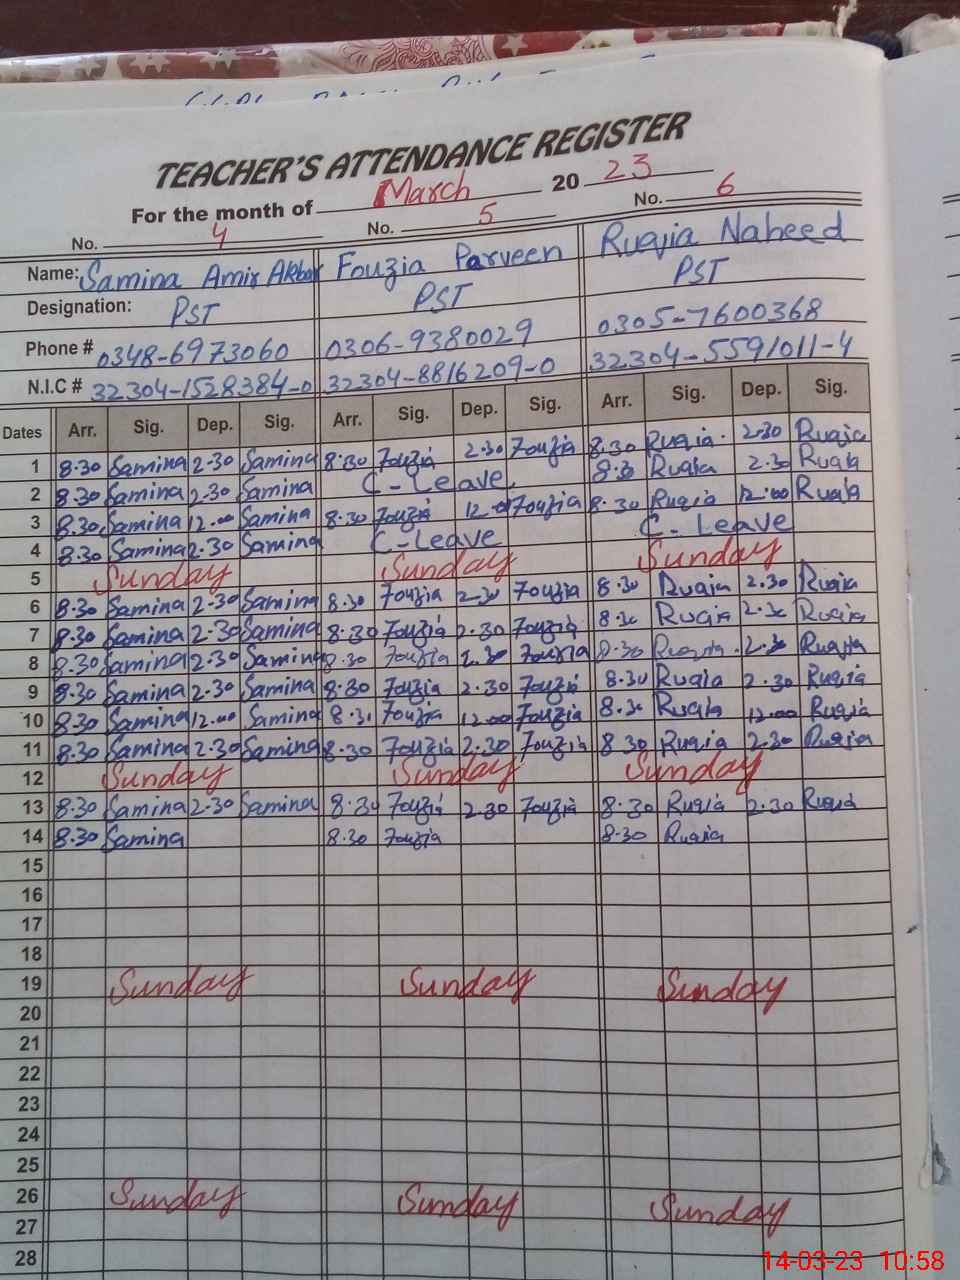 TEACHER'S ATTENDANCE REGISTER
For the month of March 20 23
No. 4 No. 5 No. 6
Name: Samina Amir Akbar Fouzia Parveen Ruqia Naheed
Designation: PST PST PST
Phone # 0348-6973060 0306-9380029 0305-7600368
N.I.C # 32304-1528384-0 32304-8816209-0 32304-5591011-4
Dates Arr. Sig. Dep. Sig. Arr. Sig. Dep. Sig. Arr. Sig. Dep. Sig.
1 8.30 Samina 2.30 Samina 8.30 Fouzia 2.30 Fouzia 8.30 Ruqia 2.30 Ruqia
2 8.30 Samina 2.30 Samina C-Leave 8.30 Ruqia 2.30 Ruqia
3 8.30 Samina 12.00 Samina 8.30 Fouzia 12.00 Fouzia 8.30 Ruqia 12.00 Ruqia
4 8.30 Samina 2.30 Samina C-Leave C-Leave
5 Sunday Sunday Sunday
6 8.30 Samina 2.30 Samina 8.30 Fouzia 2.30 Fouzia 8.30 Ruqia 2.30 Ruqia
7 8.30 Samina 2.30 Samina 8.30 Fouzia 2.30 Fouzia 8.30 Ruqia 2.30 Ruqia
8 8.30 Samina 2.30 Samina 8.30 Fouzia 2.30 Fouzia 8.30 Ruqia 2.30 Ruqia
9 8.30 Samina 2.30 Samina 8.30 Fouzia 2.30 Fouzia 8.30 Ruqia 2.30 Ruqia
10 8.30 Samina 12.00 Samina 8.30 Fouzia 12.00 Fouzia 8.30 Ruqia 12.00 Ruqia
11 8.30 Samina 2.30 Samina 8.30 Fouzia 2.30 Fouzia 8.30 Ruqia 2.30 Ruqia
12 Sunday Sunday Sunday
13 8.30 Samina 2.30 Samina 8.30 Fouzia 2.30 Fouzia 8.30 Ruqia 2.30 Ruqia
14 8.30 Samina 8.30 Fouzia 8.30 Ruqia
15
16
17
18
19 Sunday Sunday Sunday
20
21
22
23
24
25
26 Sunday Sunday Sunday
27
28
14-03-23 10:58